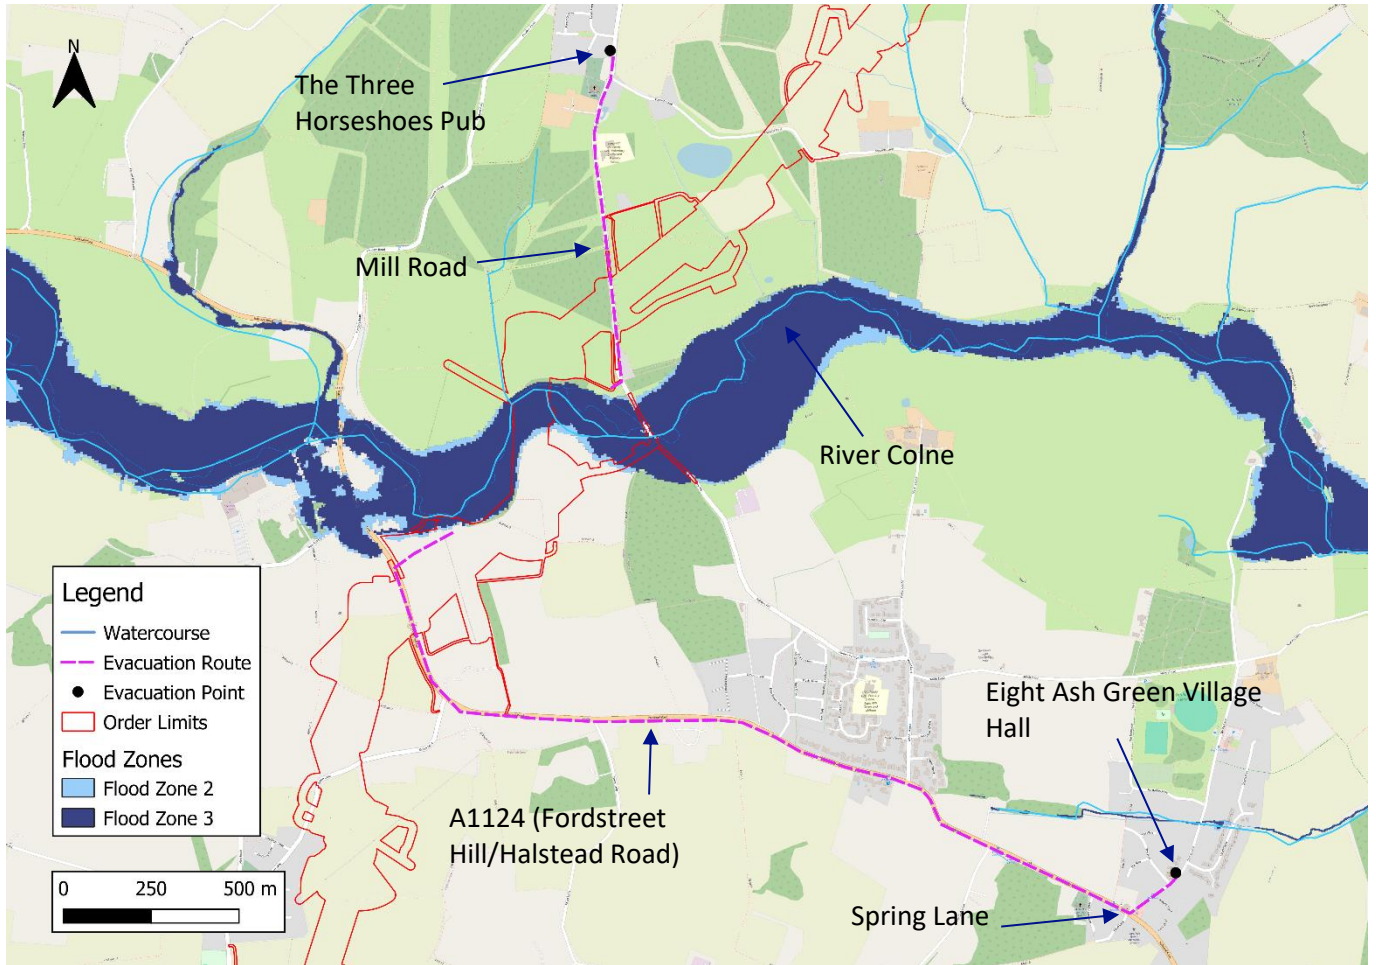 N
The Three
Horseshoes Pub
Mill Road
River Colne
Legend
Watercourse
Evacuation Route
Evacuation Point
Order Limits
Flood Zones
Flood Zone 2
Flood Zone 3
0 250 500 m
A1124 (Fordstreet
Hill/Halstead Road)
Eight Ash Green Village
Hall
Spring Lane